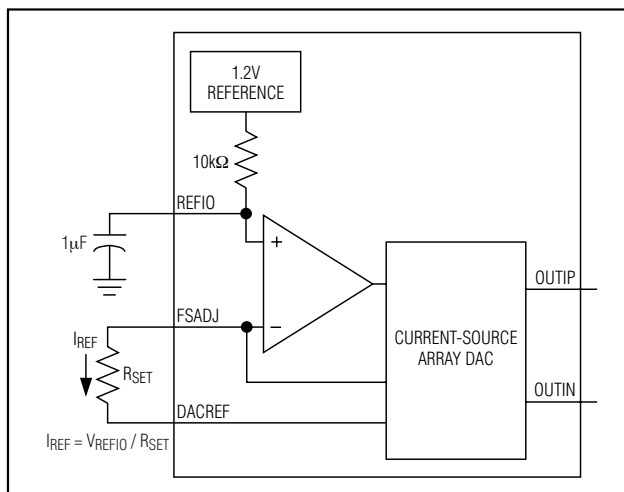 1.2V
REFERENCE
10kΩ
REFIO
1μF
+
FSADJ
−
IREF
RSET
DACREF
IREF = VREFIO / RSET
CURRENT-SOURCE
ARRAY DAC
OUTIP
OUTIN